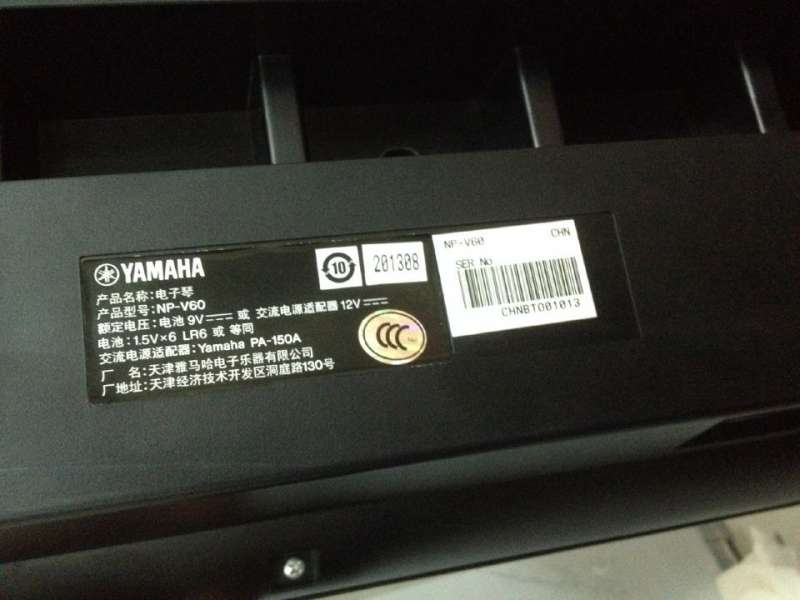 YAMAHA
产品名称:电子琴
产品型号:NP-V60
额定电压:电池 9V 或 交流电源适配器 12V
电池:1.5V×6 LR6 或 等同
交流电源适配器:Yamaha PA-150A
厂 名:天津雅马哈电子乐器有限公司
厂地址:天津经济技术开发区洞庭路130号
10
201308
CCC
NP-V60 CHN
SER No
CHNBTO01013